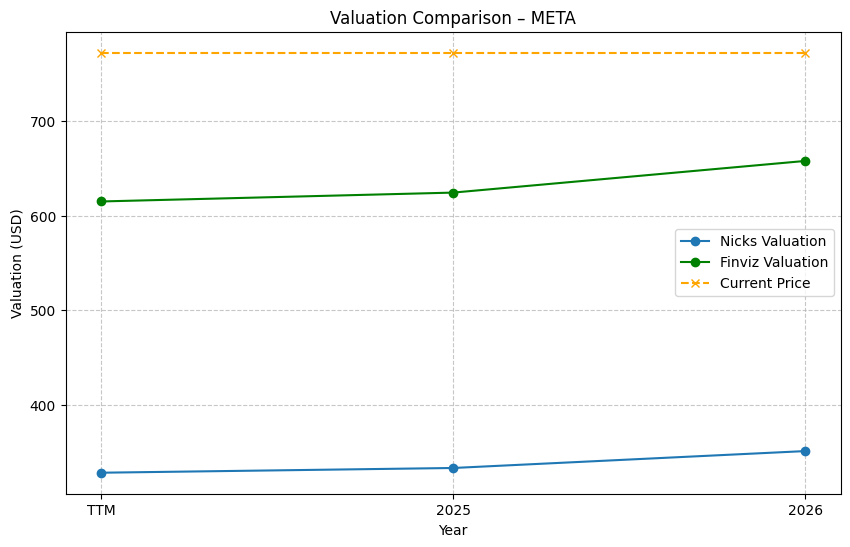 Valuation Comparison – META
Valuation (USD)
700
600
500
400
Nicks Valuation
Finviz Valuation
Current Price
TTM
2025
2026
Year